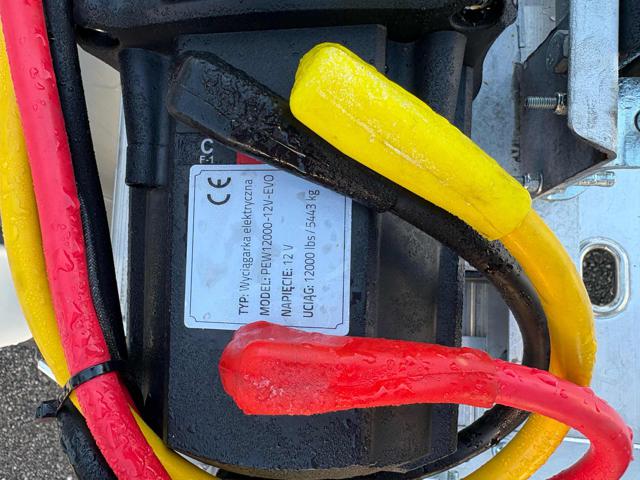 C
F-1
CE
TYP: Wyciągarka elektryczna
MODEL: PEW12000-12V-EVO
NAPIĘCIE: 12 V
UCIĄG: 12000 lbs / 5443 kg